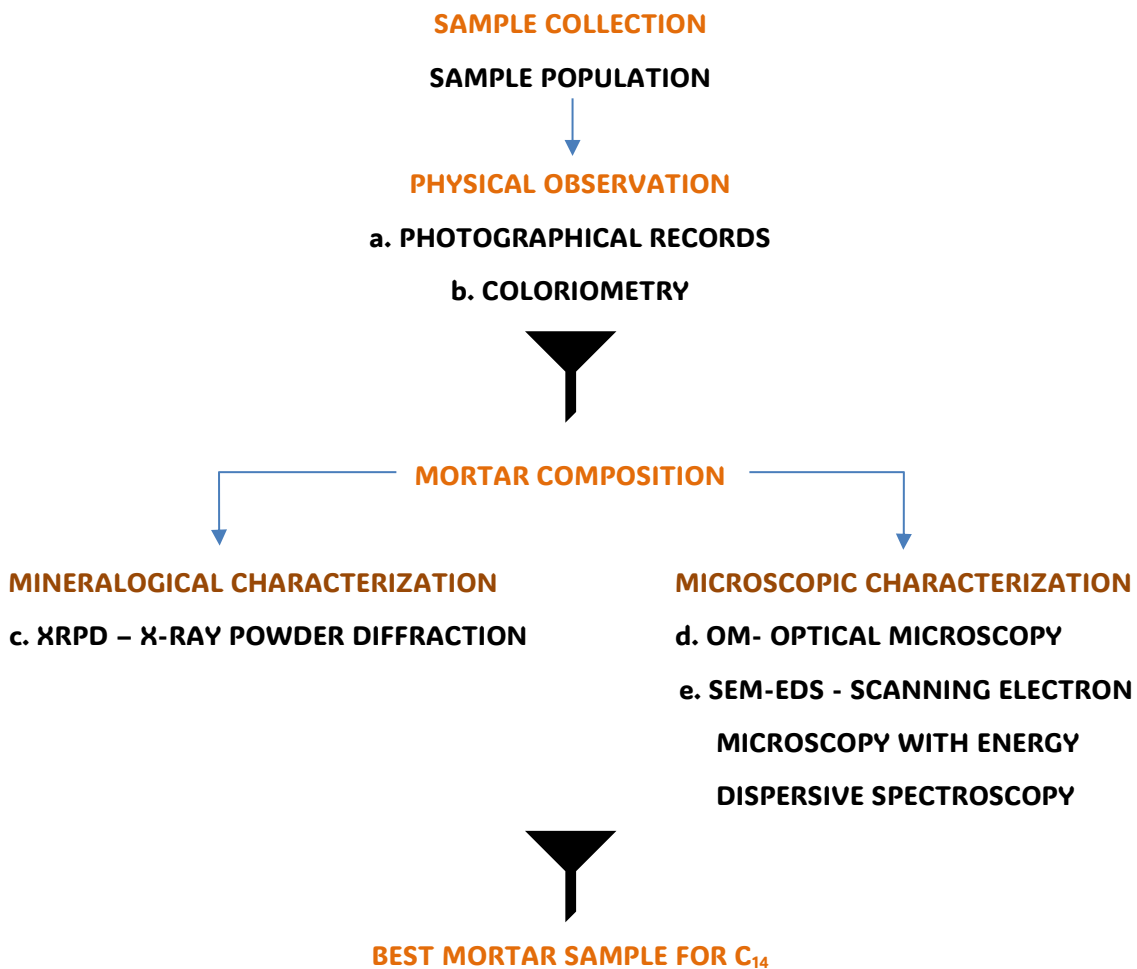 SAMPLE COLLECTION
SAMPLE POPULATION
PHYSICAL OBSERVATION
a. PHOTOGRAPHICAL RECORDS
b. COLORIOMETRY
MORTAR COMPOSITION
MINERALOGICAL CHARACTERIZATION
c. XRPD – X-RAY POWDER DIFFRACTION
MICROSCOPIC CHARACTERIZATION
d. OM- OPTICAL MICROSCOPY
e. SEM-EDS - SCANNING ELECTRON
MICROSCOPY WITH ENERGY
DISPERSIVE SPECTROSCOPY
BEST MORTAR SAMPLE FOR C₁₄